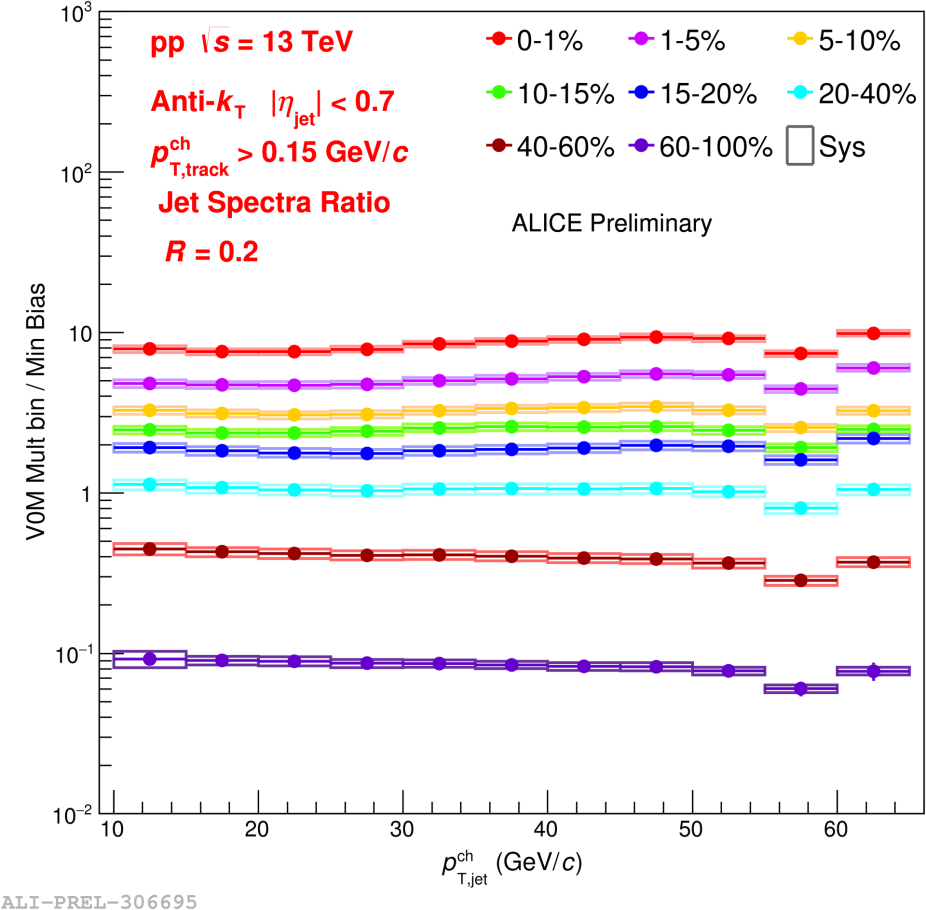 10³
10²
10
1
10⁻¹
10⁻²
V0M Mult bin / Min Bias
pp √s = 13 TeV
Anti-kT |ηjet| < 0.7
p^ch_T,track > 0.15 GeV/c
Jet Spectra Ratio
R = 0.2
0-1% 1-5% 5-10%
10-15% 15-20% 20-40%
40-60% 60-100% Sys
ALICE Preliminary
10 20 30 40 50 60
p^ch_T,jet (GeV/c)
ALI-PREL-306695